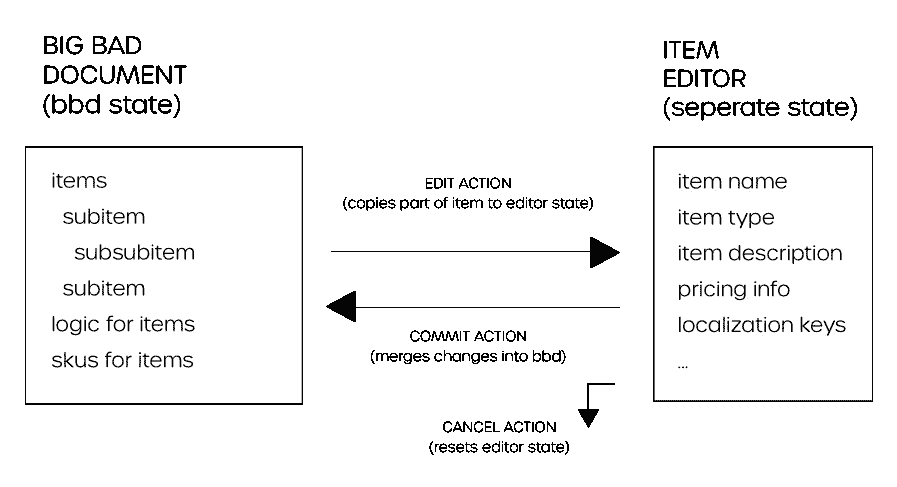 BIG BAD
DOCUMENT
(bbd state)
items
subitem
subsubitem
subitem
logic for items
skus for items
EDIT ACTION
(copies part of item to editor state)
COMMIT ACTION
(merges changes into bbd)
CANCEL ACTION
(resets editor state)
ITEM
EDITOR
(seperate state)
item name
item type
item description
pricing info
localization keys
...